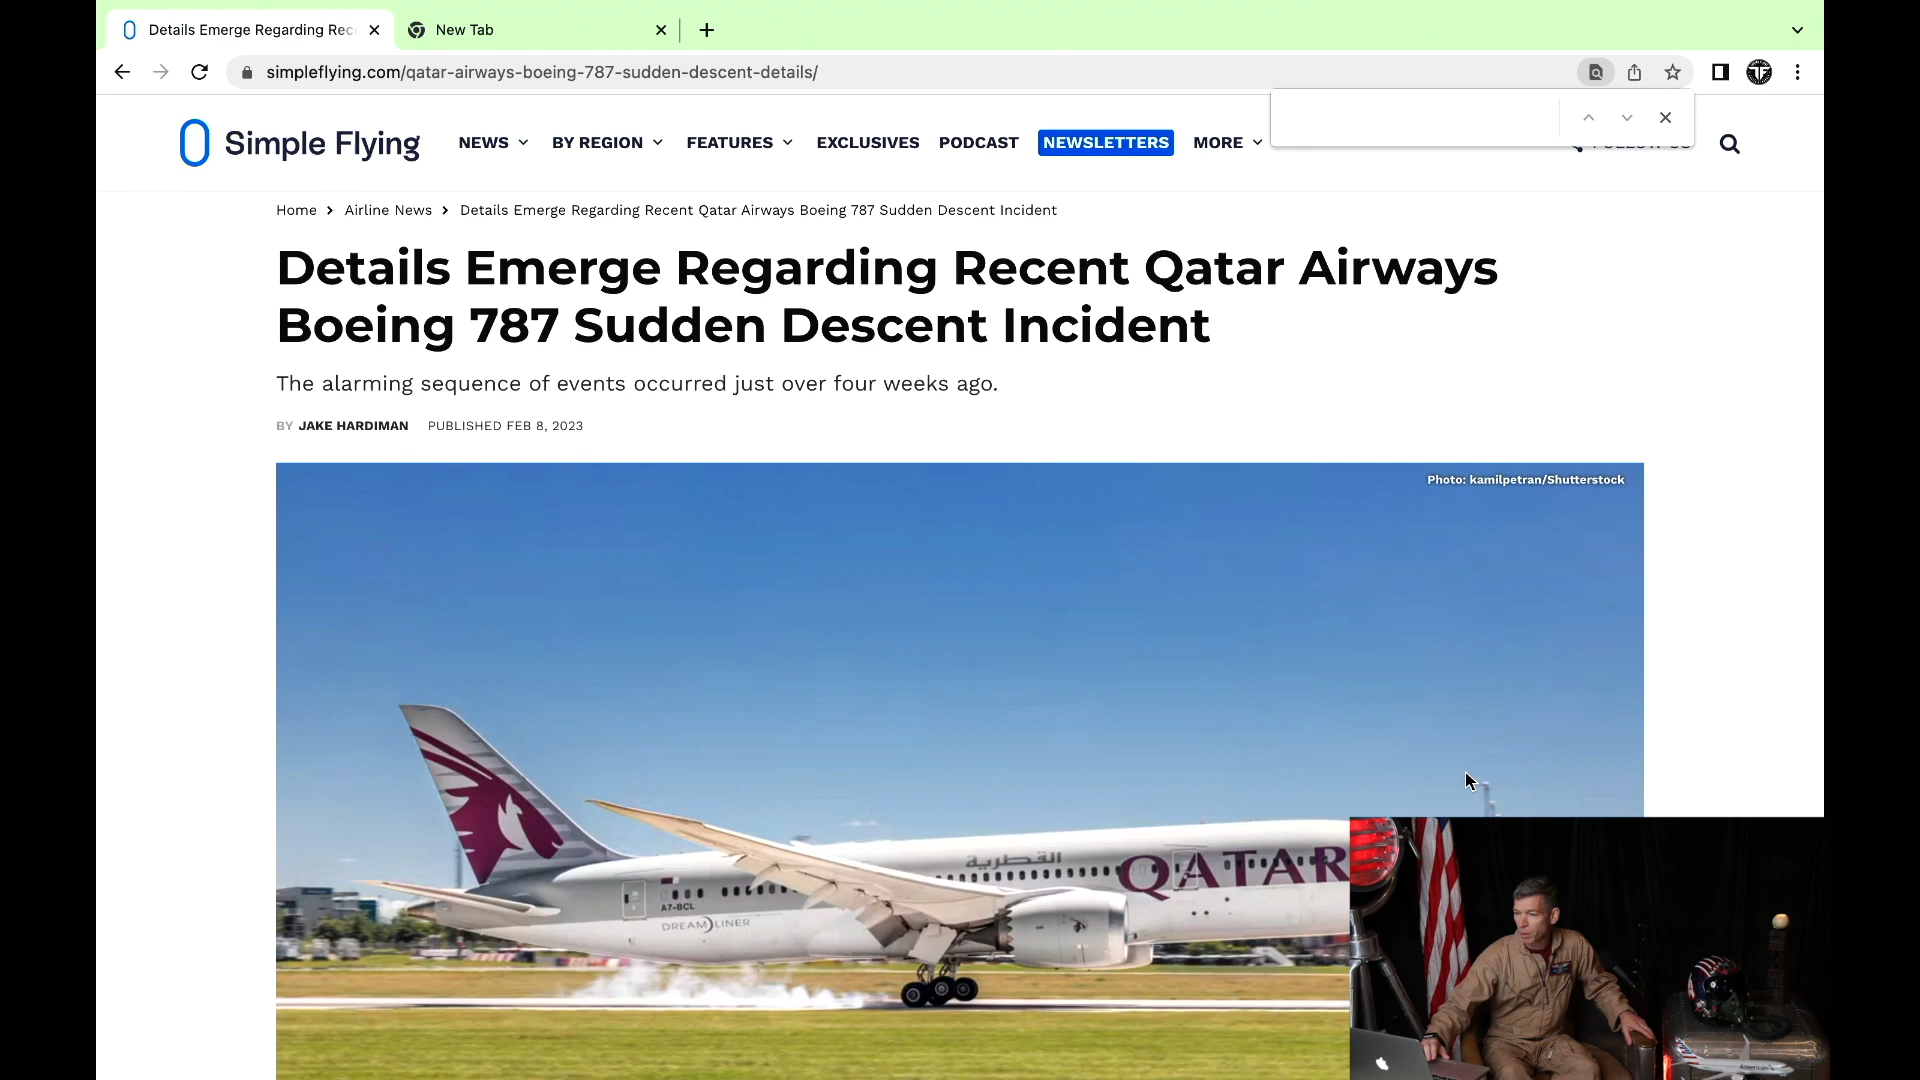 Details Emerge Regarding Rec
New Tab
simpleflying.com/qatar-airways-boeing-787-sudden-descent-details/
Simple Flying
NEWS
BY REGION
FEATURES
EXCLUSIVES
PODCAST
NEWSLETTERS
MORE
Home
Airline News
Details Emerge Regarding Recent Qatar Airways Boeing 787 Sudden Descent Incident
Details Emerge Regarding Recent Qatar Airways
Boeing 787 Sudden Descent Incident
The alarming sequence of events occurred just over four weeks ago.
BY JAKE HARDIMAN PUBLISHED FEB 8, 2023
Photo: kamilpetran/Shutterstock
القطرية
QATAR
A7-BCL
DREAMLINER
American